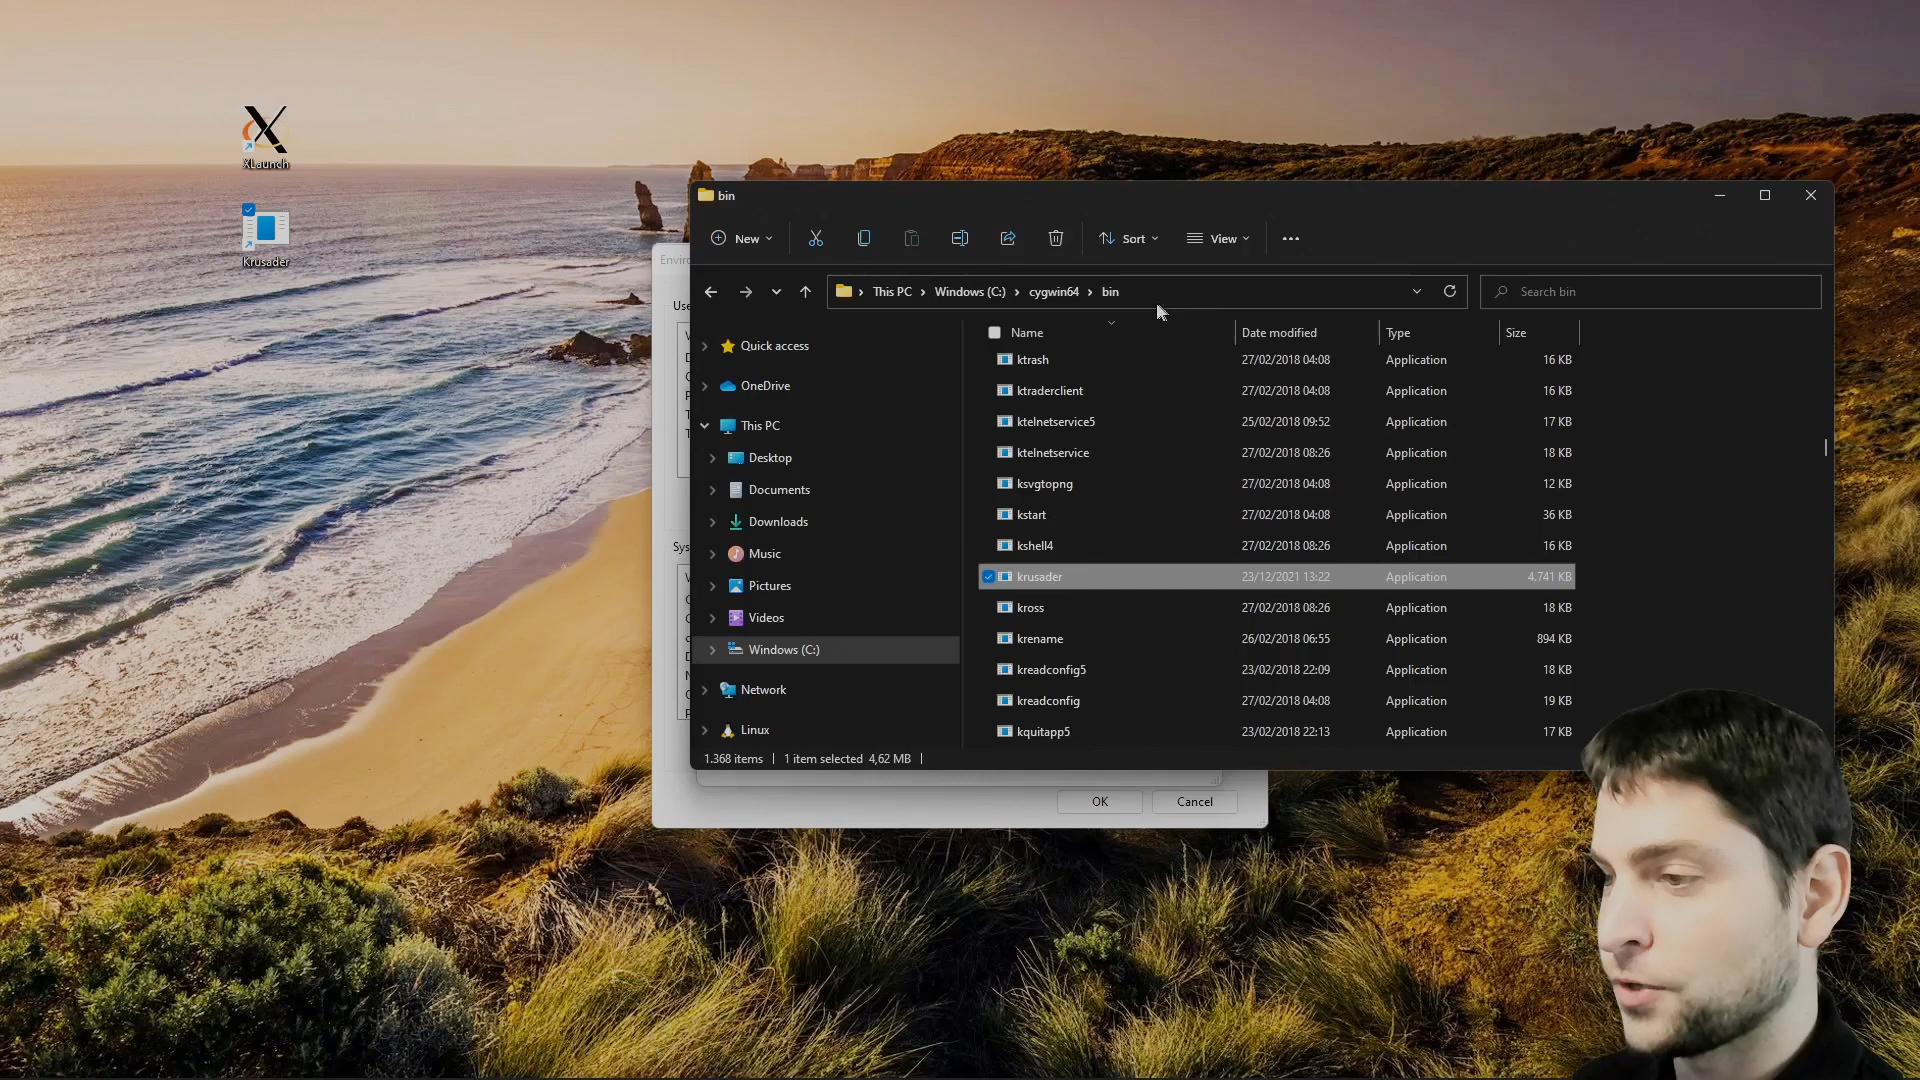 XLaunch
Krusader
bin
New
Sort
View
This PC
Windows (C:)
cygwin64
bin
Search bin
Name
Date modified
Type
Size
Quick access
OneDrive
This PC
Desktop
Documents
Downloads
Music
Pictures
Videos
Windows (C:)
Network
Linux
ktrash 27/02/2018 04:08 Application 16 KB
ktraderclient 27/02/2018 04:08 Application 16 KB
ktelnetservice5 25/02/2018 09:52 Application 17 KB
ktelnetservice 27/02/2018 08:26 Application 18 KB
ksvgtopng 27/02/2018 04:08 Application 12 KB
kstart 27/02/2018 04:08 Application 36 KB
kshell4 27/02/2018 08:26 Application 16 KB
krusader 23/12/2021 13:22 Application 4.741 KB
kross 27/02/2018 08:26 Application 18 KB
krename 26/02/2018 06:55 Application 894 KB
kreadconfig5 23/02/2018 22:09 Application 18 KB
kreadconfig 27/02/2018 04:08 Application 19 KB
kquitapp5 23/02/2018 22:13 Application 17 KB
1.368 items
1 item selected 4,62 MB
OK
Cancel